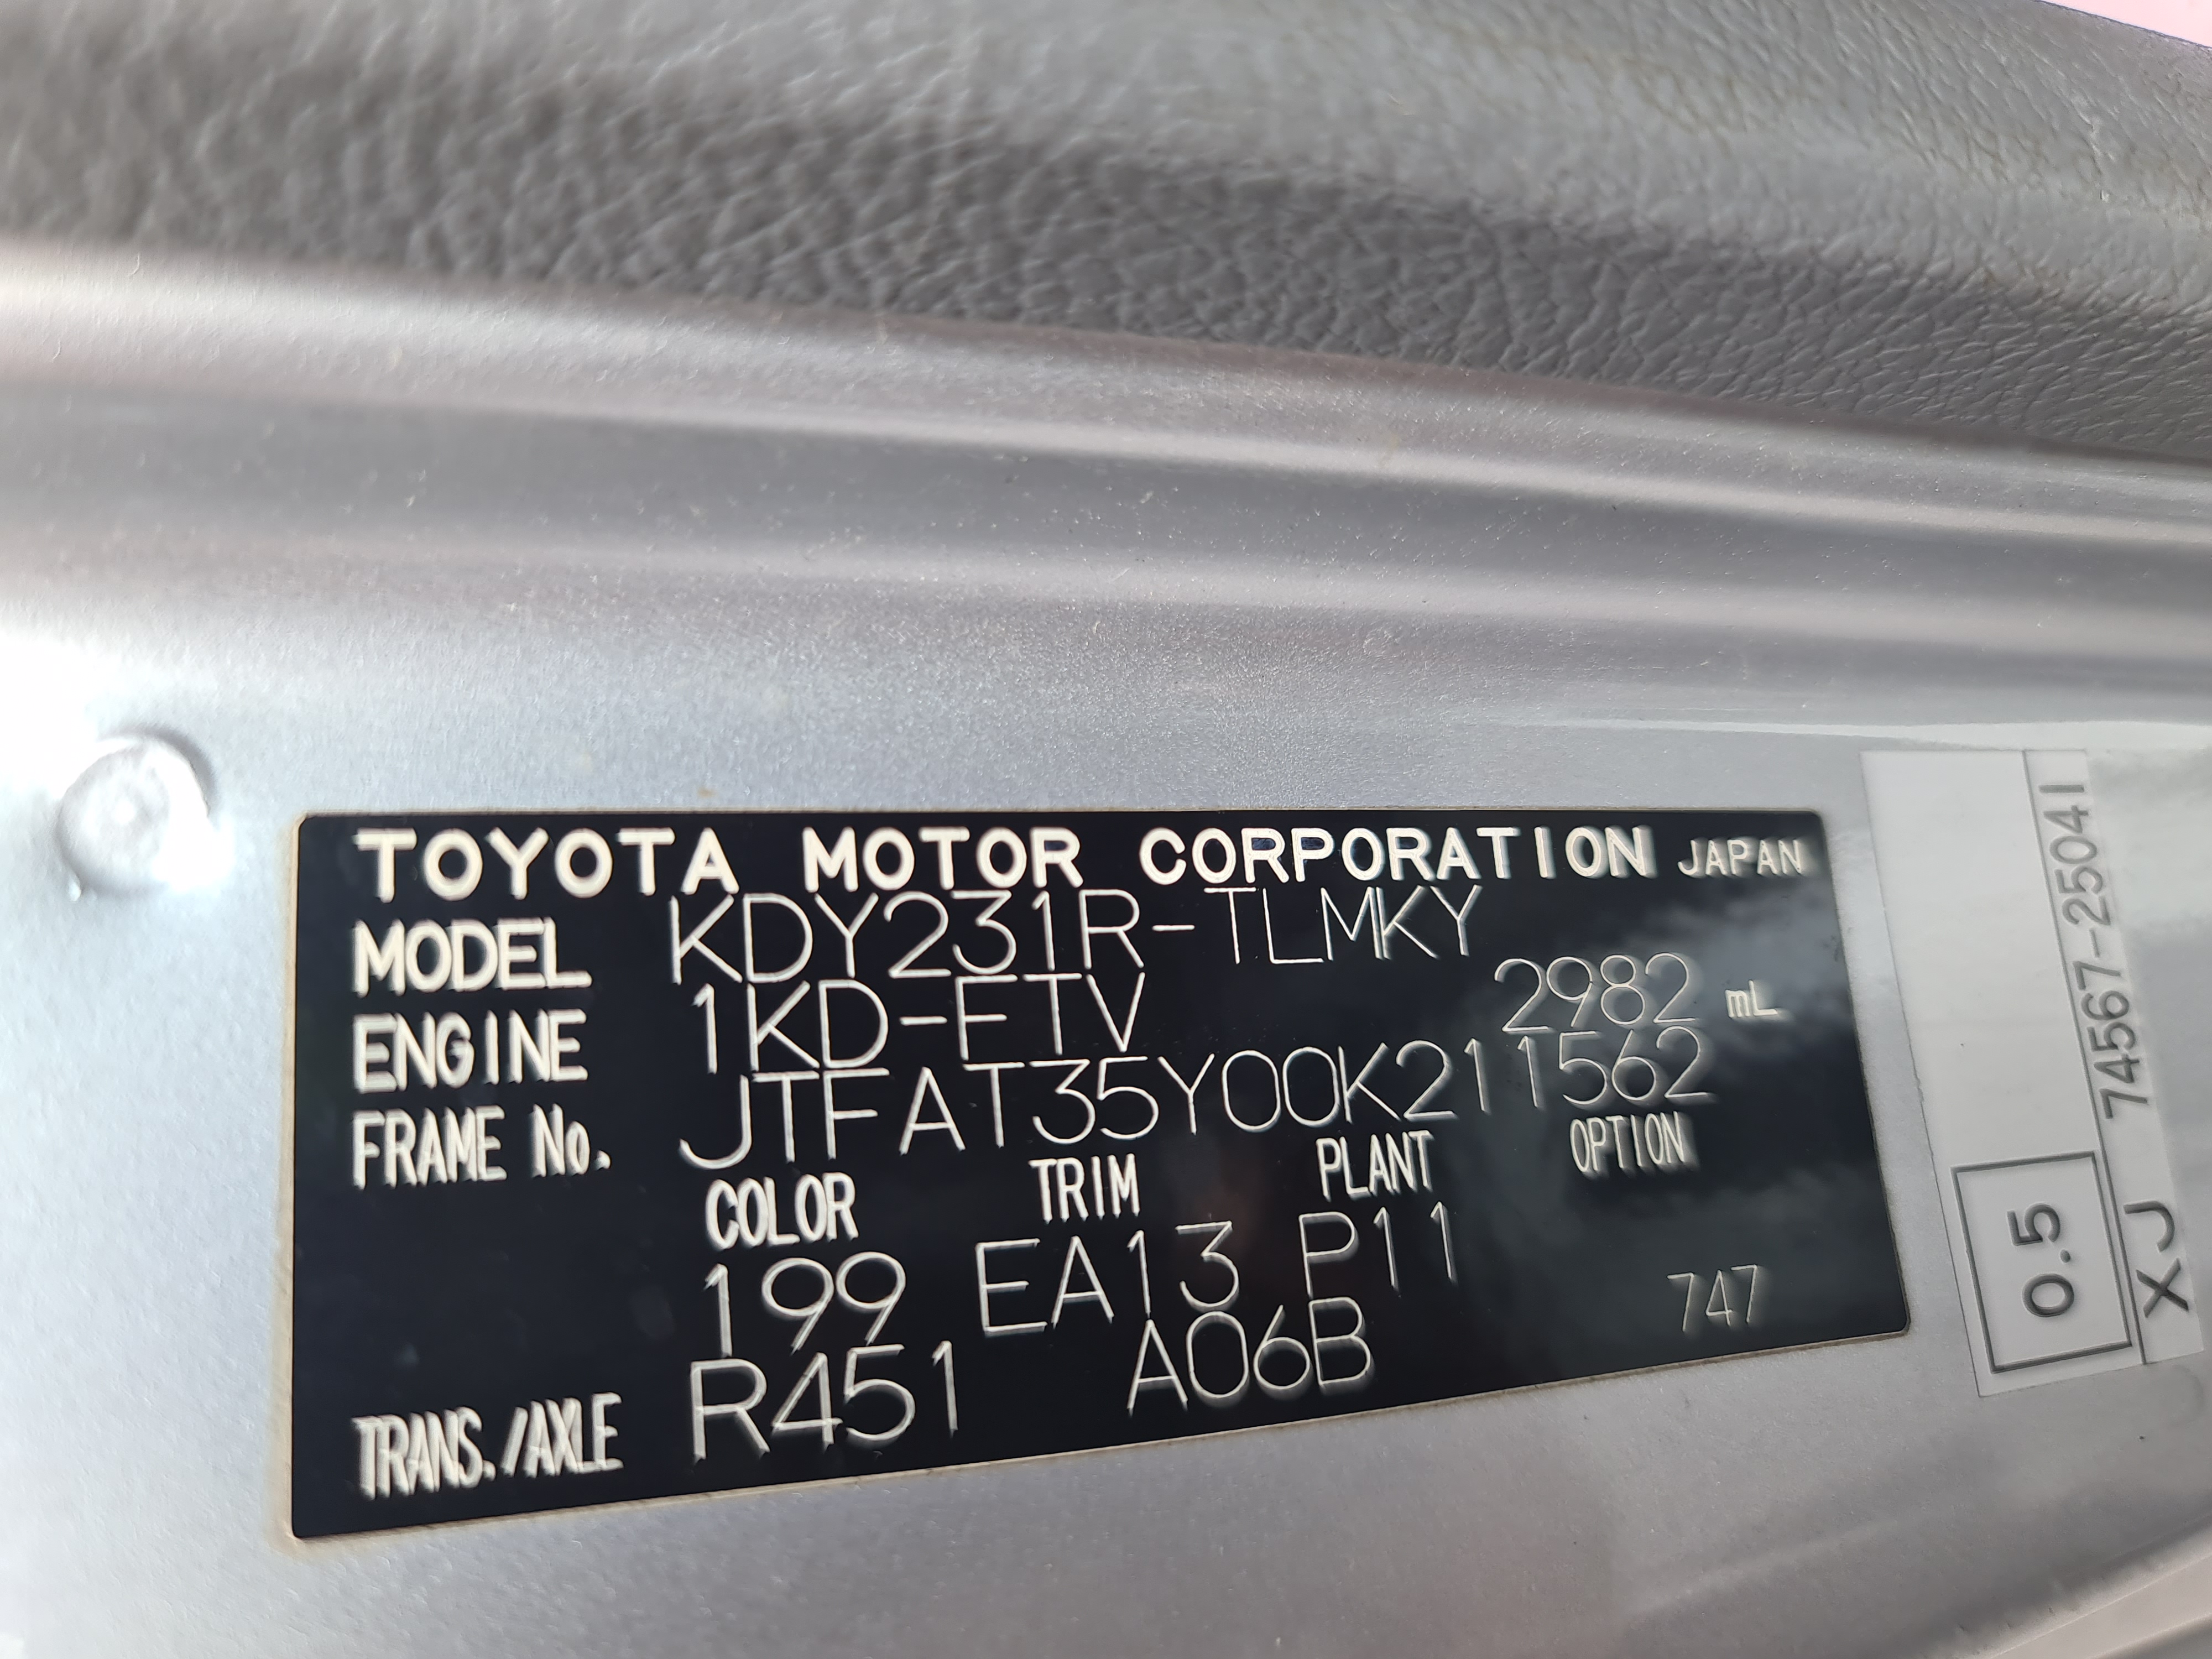 TOYOTA MOTOR CORPORATION JAPAN
MODEL KDY231R-TLMKY
ENGINE 1KD-FTV 2982 mL
FRAME No. JTFAT35Y00K211562
COLOR TRIM PLANT OPTION
199 EA13 P11
TRANS./AXLE R451 A06B 747
0.5
XJ 74567-25041